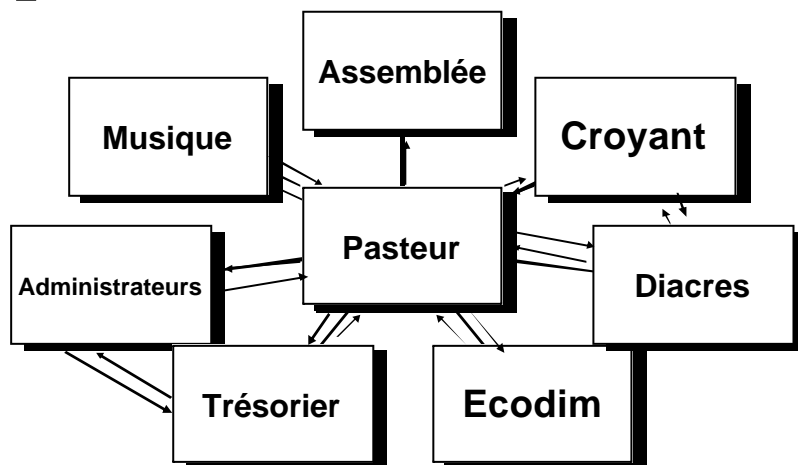 Assemblée
Musique
Croyant
Pasteur
Administrateurs
Diacres
Trésorier
Ecodim